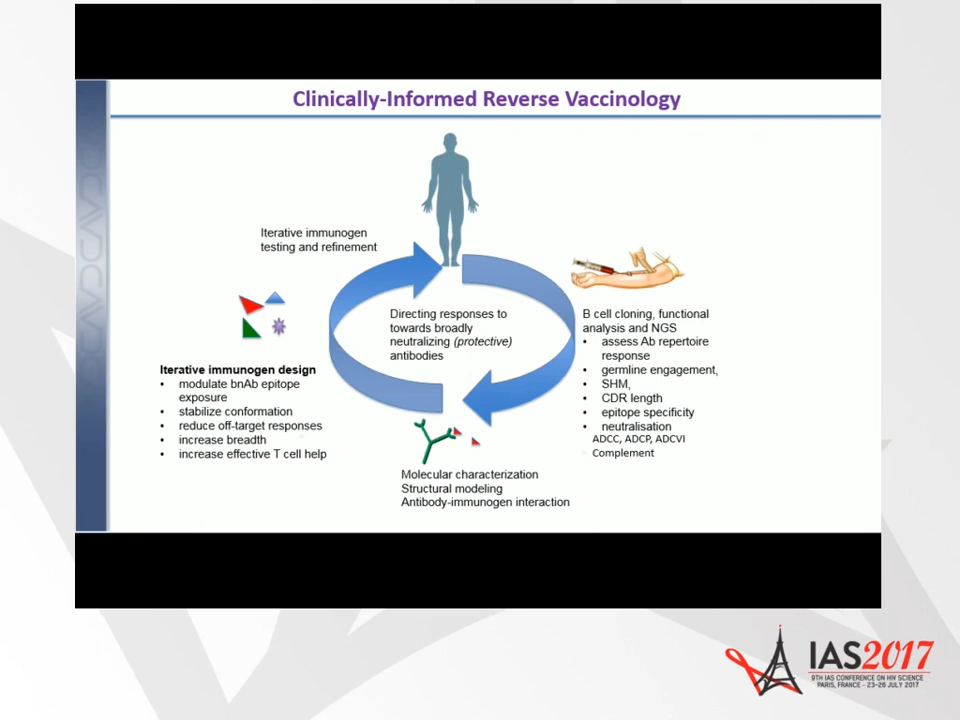 Clinically-Informed Reverse Vaccinology
Iterative immunogen
testing and refinement
Directing responses to
towards broadly
neutralizing (protective)
antibodies
B cell cloning, functional
analysis and NGS
• assess Ab repertoire
response
• germline engagement,
• SHM,
• CDR length
• epitope specificity
• neutralisation
ADCC, ADCP, ADCVI
Complement
Iterative immunogen design
• modulate bnAb epitope
exposure
• stabilize conformation
• reduce off-target responses
• increase breadth
• increase effective T cell help
Molecular characterization
Structural modeling
Antibody-immunogen interaction
IAS2017
9TH IAS CONFERENCE ON HIV SCIENCE
PARIS, FRANCE - 23-26 JULY 2017